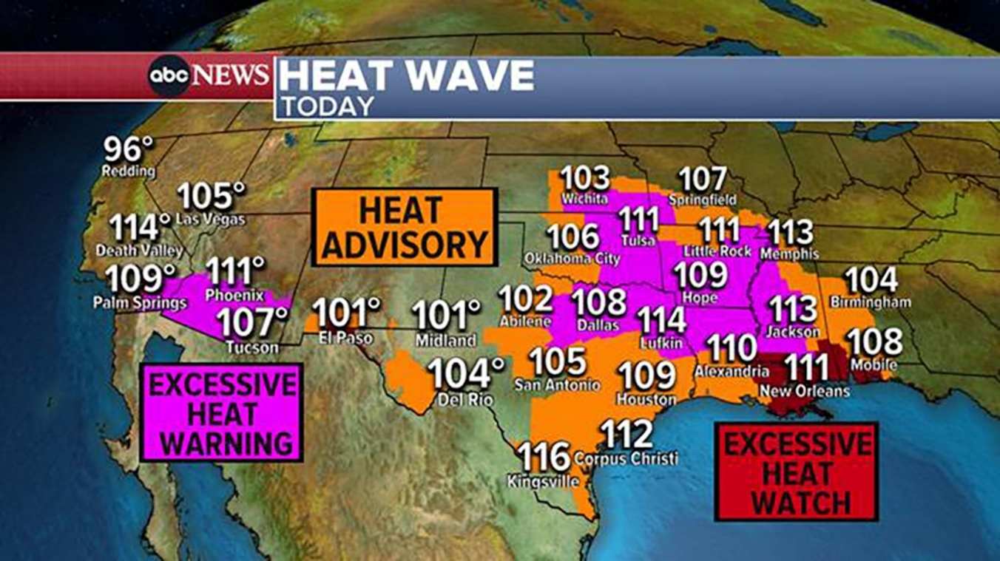 abc NEWS
HEAT WAVE
TODAY
96°
Redding
105°
Las Vegas
114°
Death Valley
109°
Palm Springs
111°
Phoenix
107°
Tucson
HEAT
ADVISORY
101°
El Paso
101°
Midland
104°
Del Rio
103
Wichita
107
Springfield
111
Tulsa
111
Little Rock
113
Memphis
106
Oklahoma City
109
Hope
104
Birmingham
102
Abilene
108
Dallas
114
Lufkin
113
Jackson
110
Alexandria
111
New Orleans
108
Mobile
105
San Antonio
109
Houston
112
Corpus Christi
116
Kingsville
EXCESSIVE
HEAT
WARNING
EXCESSIVE
HEAT
WATCH